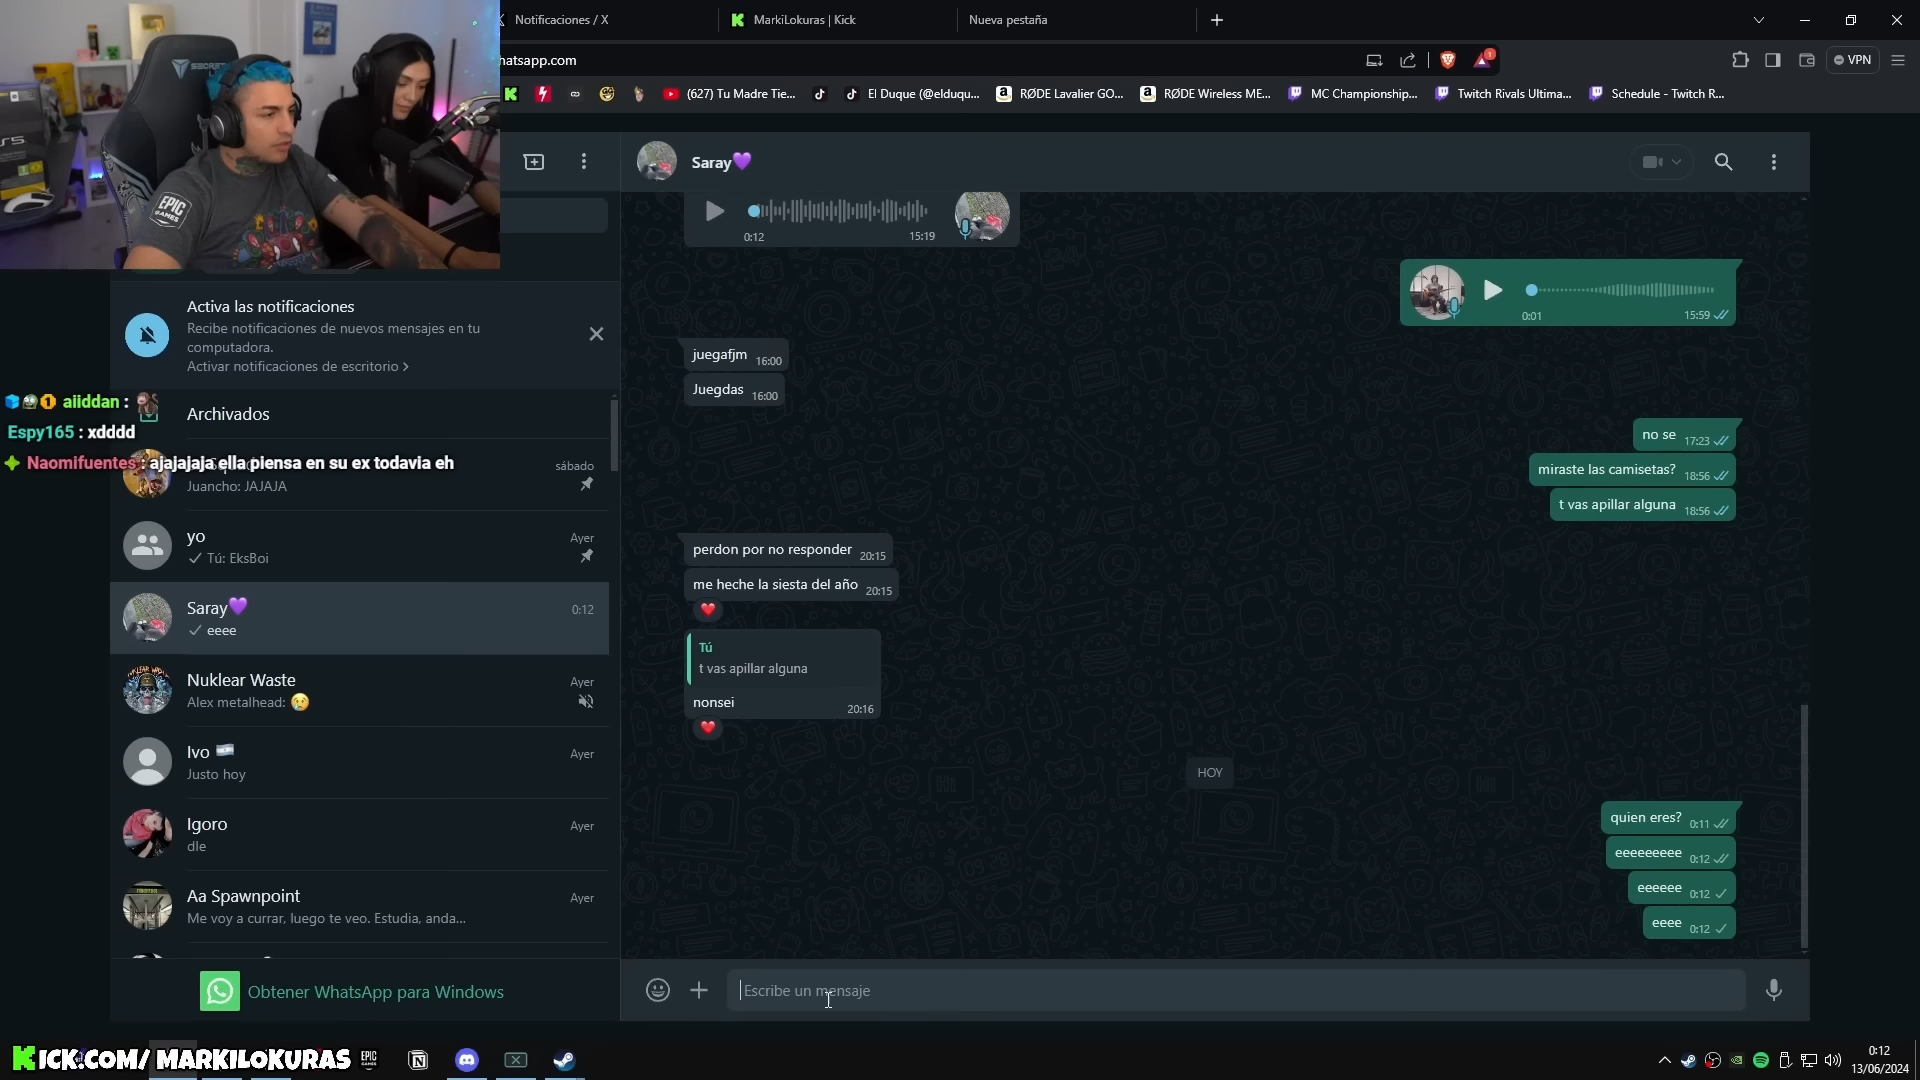 Notificaciones / X
MarkiLokuras | Kick
Nueva pestaña
hatsapp.com
1
VPN
(627) Tu Madre Tie...
El Duque (@elduqu...
RØDE Lavalier GO...
RØDE Wireless ME...
MC Championship...
Twitch Rivals Ultima...
Schedule - Twitch R...
EPIC GAMES
Saray💜
0:12 15:19
0:01 15:59
juegafjm 16:00
Juegdas 16:00
no se 17:23
miraste las camisetas? 18:56
t vas apillar alguna 18:56
perdon por no responder 20:15
me heche la siesta del año 20:15
❤️
Tú
t vas apillar alguna
nonsei 20:16
❤️
HOY
quien eres? 0:11
eeeeeeeee 0:12
eeeeee 0:12
eeee 0:12
Escribe un mensaje
Activa las notificaciones
Recibe notificaciones de nuevos mensajes en tu
computadora.
Activar notificaciones de escritorio >
Archivados
aiiddan :
Espy165 : xdddd
Naomifuentes : ajajajaja ella piensa en su ex todavia eh
sábado
Juancho: JAJAJA
yo Ayer
Tú: EksBoi
Saray💜 0:12
eeee
Nuklear Waste Ayer
Alex metalhead: 😢
Ivo 🇦🇷 Ayer
Justo hoy
Igoro Ayer
dle
Aa Spawnpoint Ayer
Me voy a currar, luego te veo. Estudia, anda...
Obtener WhatsApp para Windows
KICK.COM/ MARKILOKURAS
EPIC GAMES
0:12
13/06/2024